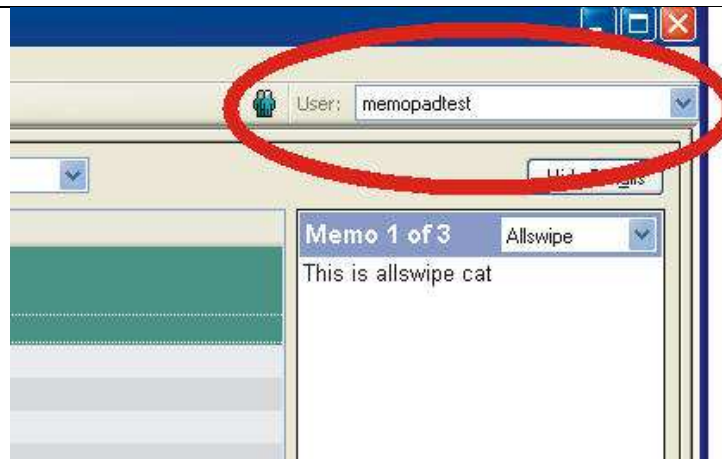 User: memopadtest
Memo 1 of 3 Allswipe
This is allswipe cat